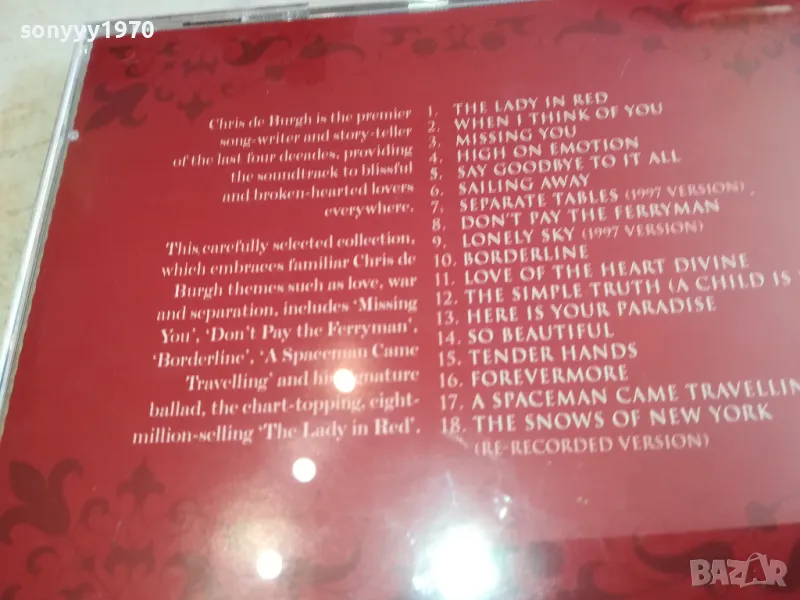 sonyyy1970
Chris de Burgh is the premier
song-writer and story-teller
of the last four decades, providing
the soundtrack to blissful
and broken-hearted lovers
everywhere.
This carefully selected collection,
which embraces familiar Chris de
Burgh themes such as love, war
and separation, includes 'Missing
You', 'Don't Pay the Ferryman',
'Borderline', 'A Spaceman Came
Travelling' and his signature
ballad, the chart-topping, eight-
million-selling 'The Lady in Red'.
1. THE LADY IN RED
2. WHEN I THINK OF YOU
3. MISSING YOU
4. HIGH ON EMOTION
5. SAY GOODBYE TO IT ALL
6. SAILING AWAY
7. SEPARATE TABLES (1997 VERSION)
8. DON'T PAY THE FERRYMAN
9. LONELY SKY (1997 VERSION)
10. BORDERLINE
11. LOVE OF THE HEART DIVINE
12. THE SIMPLE TRUTH (A CHILD IS
13. HERE IS YOUR PARADISE
14. SO BEAUTIFUL
15. TENDER HANDS
16. FOREVERMORE
17. A SPACEMAN CAME TRAVELLIN
18. THE SNOWS OF NEW YORK
(RE-RECORDED VERSION)
BAZAR